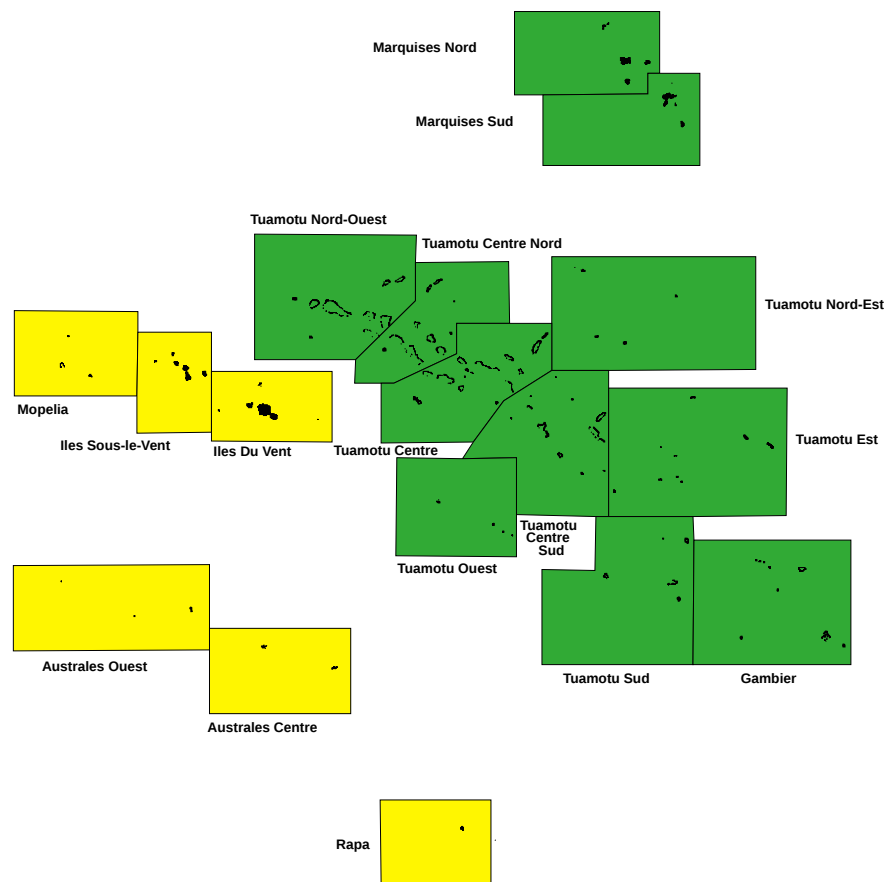 Marquises Nord
Marquises Sud
Tuamotu Nord-Ouest
Tuamotu Centre Nord
Tuamotu Nord-Est
Mopelia
Iles Sous-le-Vent
Iles Du Vent
Tuamotu Centre
Tuamotu Est
Tuamotu
Centre
Sud
Tuamotu Ouest
Australes Ouest
Tuamotu Sud
Gambier
Australes Centre
Rapa